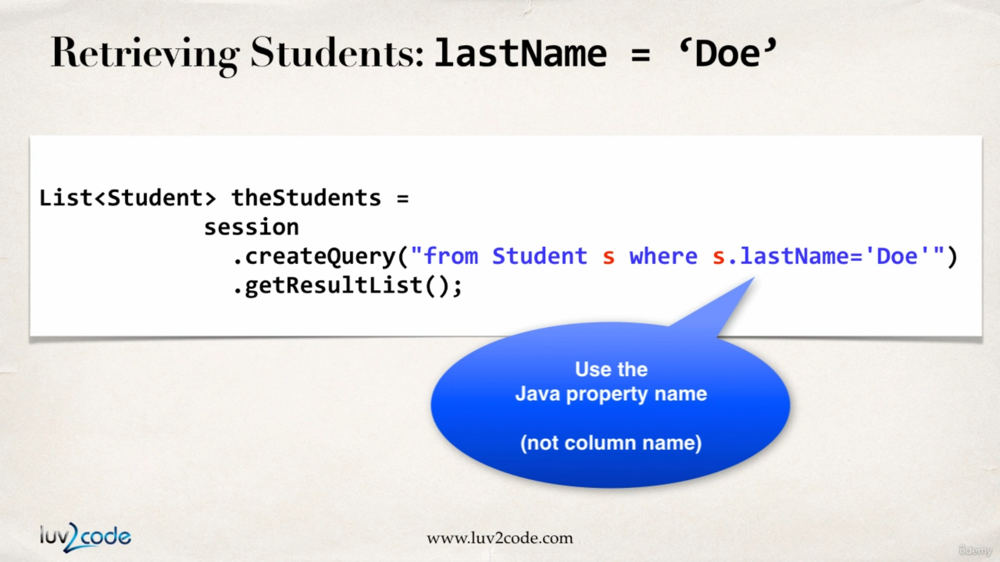 Retrieving Students: lastName = ‘Doe’
List<Student> theStudents =
session
.createQuery("from Student s where s.lastName='Doe'")
.getResultList();
Use the
Java property name
(not column name)
luv2code
www.luv2code.com
ûdemy